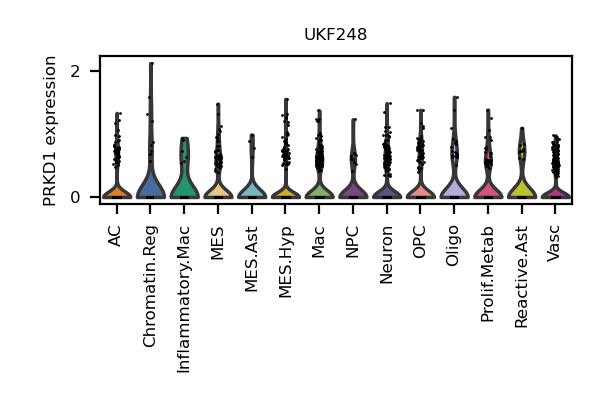 UKF248
PRKD1 expression
2
0
AC
Chromatin.Reg
Inflammatory.Mac
MES
MES.Ast
MES.Hyp
Mac
NPC
Neuron
OPC
Oligo
Prolif.Metab
Reactive.Ast
Vasc